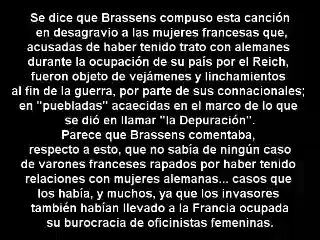 Se dice que Brassens compuso esta canción
en desagravio a las mujeres francesas que,
acusadas de haber tenido trato con alemanes
durante la ocupación de su país por el Reich,
fueron objeto de vejámenes y linchamientos
al fin de la guerra, por parte de sus connacionales;
en "puebladas" acaecidas en el marco de lo que
se dió en llamar "la Depuración".
Parece que Brassens comentaba,
respecto a esto, que no sabía de ningún caso
de varones franceses rapados por haber tenido
relaciones con mujeres alemanas... casos que
los había, y muchos, ya que los invasores
también habían llevado a la Francia ocupada
su burocracia de oficinistas femeninas.